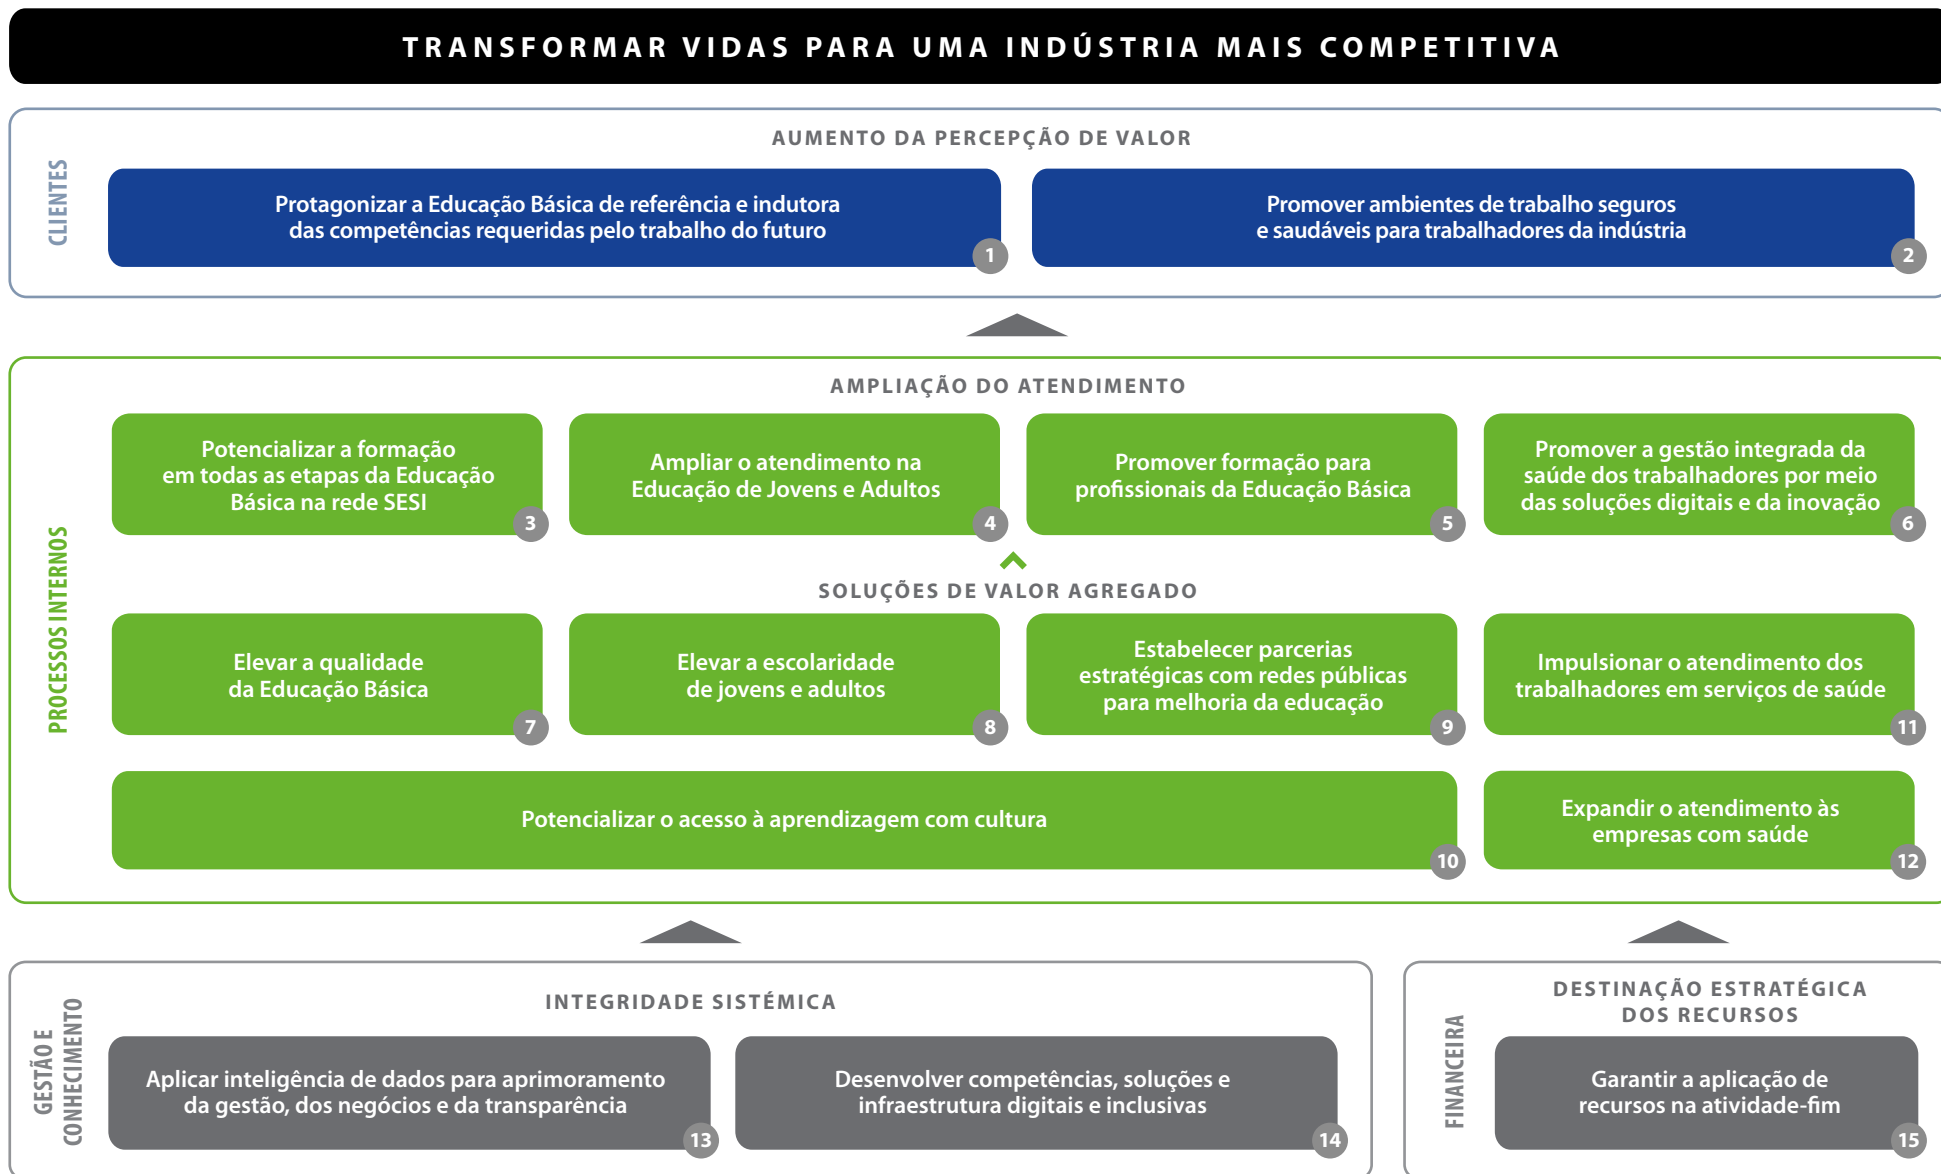 TRANSFORMAR VIDAS PARA UMA INDÚSTRIA MAIS COMPETITIVA
CLIENTES
AUMENTO DA PERCEPÇÃO DE VALOR
Protagonizar a Educação Básica de referência e indutora
das competências requeridas pelo trabalho do futuro
1
Promover ambientes de trabalho seguros
e saudáveis para trabalhadores da indústria
2
PROCESSOS INTERNOS
AMPLIAÇÃO DO ATENDIMENTO
Potencializar a formação
em todas as etapas da Educação
Básica na rede SESI
3
Ampliar o atendimento na
Educação de Jovens e Adultos
4
Promover formação para
profissionais da Educação Básica
5
Promover a gestão integrada da
saúde dos trabalhadores por meio
das soluções digitais e da inovação
6
SOLUÇÕES DE VALOR AGREGADO
Elevar a qualidade
da Educação Básica
7
Elevar a escolaridade
de jovens e adultos
8
Estabelecer parcerias
estratégicas com redes públicas
para melhoria da educação
9
Impulsionar o atendimento dos
trabalhadores em serviços de saúde
11
Potencializar o acesso à aprendizagem com cultura
10
Expandir o atendimento às
empresas com saúde
12
GESTÃO E
CONHECIMENTO
INTEGRIDADE SISTÉMICA
Aplicar inteligência de dados para aprimoramento
da gestão, dos negócios e da transparência
13
Desenvolver competências, soluções e
infraestrutura digitais e inclusivas
14
FINANCEIRA
DESTINAÇÃO ESTRATÉGICA
DOS RECURSOS
Garantir a aplicação de
recursos na atividade-fim
15